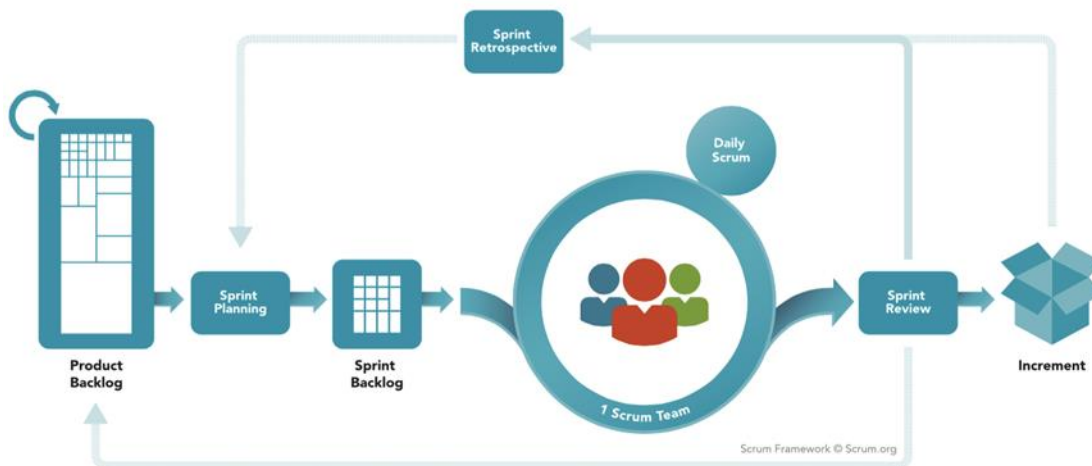 Sprint
Retrospective
Daily
Scrum
Sprint
Planning
Sprint
Review
Product
Backlog
Sprint
Backlog
Increment
1 Scrum Team
Scrum Framework © Scrum.org